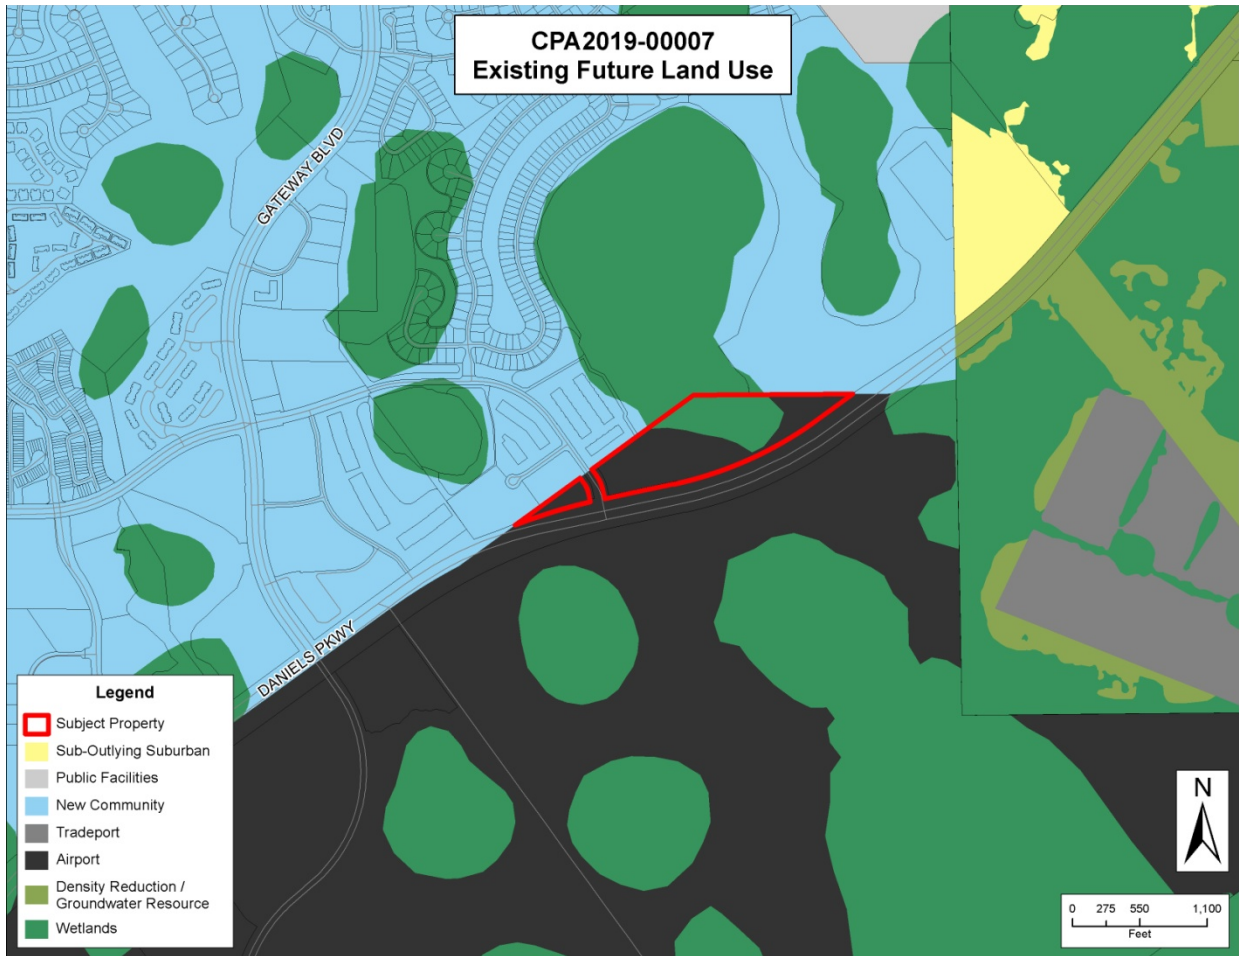 CPA2019-00007
Existing Future Land Use
GATEWAY BLVD
DANIELS PKWY
Legend
Subject Property
Sub-Outlying Suburban
Public Facilities
New Community
Tradeport
Airport
Density Reduction /
Groundwater Resource
Wetlands
N
0 275 550 1,100
Feet